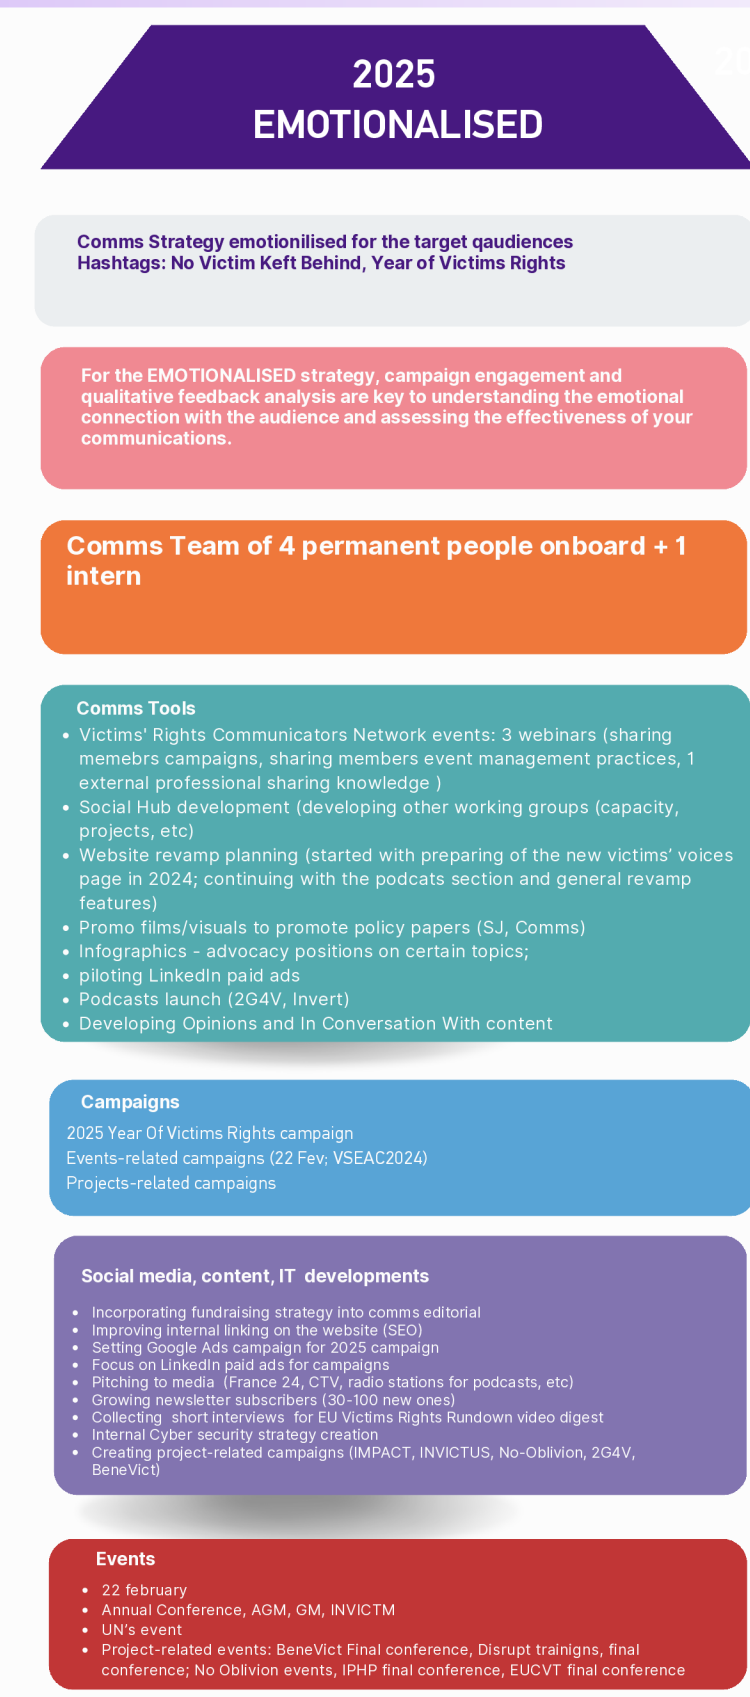 2025
EMOTIONALISED
20
Comms Strategy emotionilised for the target qaudiences
Hashtags: No Victim Keft Behind, Year of Victims Rights
For the EMOTIONALISED strategy, campaign engagement and
qualitative feedback analysis are key to understanding the emotional
connection with the audience and assessing the effectiveness of your
communications.
Comms Team of 4 permanent people onboard + 1
intern
Comms Tools
• Victims' Rights Communicators Network events: 3 webinars (sharing
memebrs campaigns, sharing members event management practices, 1
external professional sharing knowledge )
• Social Hub development (developing other working groups (capacity,
projects, etc)
• Website revamp planning (started with preparing of the new victims’ voices
page in 2024; continuing with the podcats section and general revamp
features)
• Promo films/visuals to promote policy papers (SJ, Comms)
• Infographics - advocacy positions on certain topics;
• piloting LinkedIn paid ads
• Podcasts launch (2G4V, Invert)
• Developing Opinions and In Conversation With content
Campaigns
2025 Year Of Victims Rights campaign
Events-related campaigns (22 Fev; VSEAC2024)
Projects-related campaigns
Social media, content, IT developments
• Incorporating fundraising strategy into comms editorial
• Improving internal linking on the website (SEO)
• Setting Google Ads campaign for 2025 campaign
• Focus on LinkedIn paid ads for campaigns
• Pitching to media (France 24, CTV, radio stations for podcasts, etc)
• Growing newsletter subscribers (30-100 new ones)
• Collecting short interviews for EU Victims Rights Rundown video digest
• Internal Cyber security strategy creation
• Creating project-related campaigns (IMPACT, INVICTUS, No-Oblivion, 2G4V,
BeneVict)
Events
• 22 february
• Annual Conference, AGM, GM, INVICTM
• UN’s event
• Project-related events: BeneVict Final conference, Disrupt trainigns, final
conference; No Oblivion events, IPHP final conference, EUCVT final conference